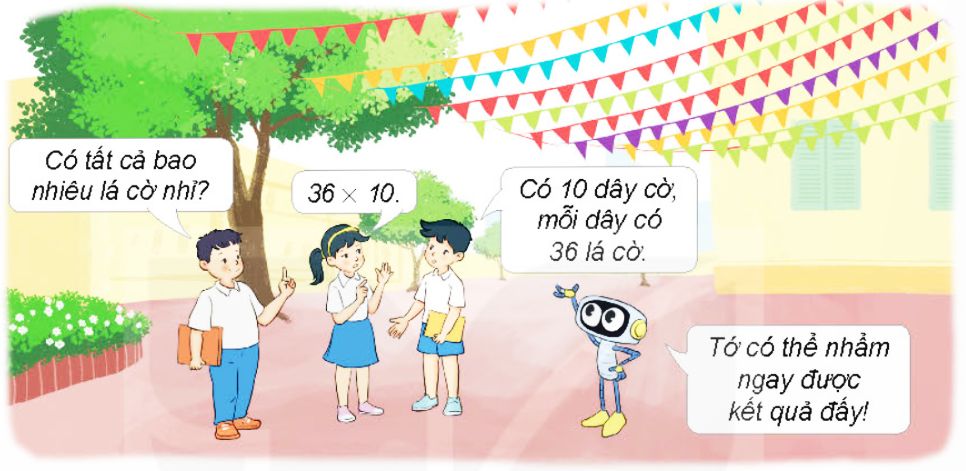 Có tất cả bao
nhiêu lá cờ nhỉ?
36 × 10.
Có 10 dây cờ,
mỗi dây có
36 lá cờ.
Tớ có thể nhẩm
ngay được
kết quả đấy!